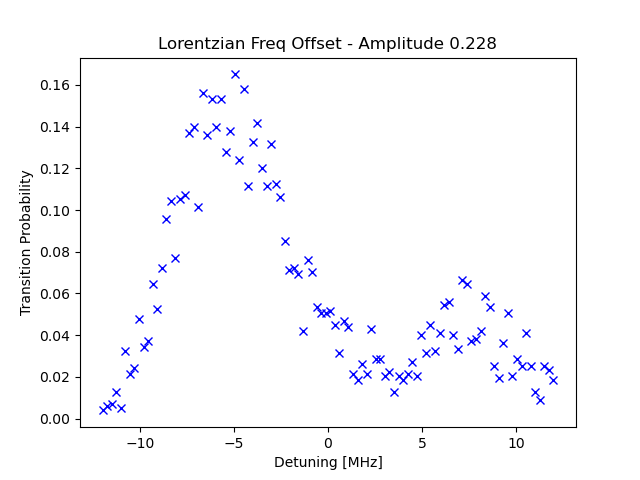 Lorentzian Freq Offset - Amplitude 0.228
Transition Probability
0.16
0.14
0.12
0.10
0.08
0.06
0.04
0.02
0.00
−10 −5 0 5 10
Detuning [MHz]